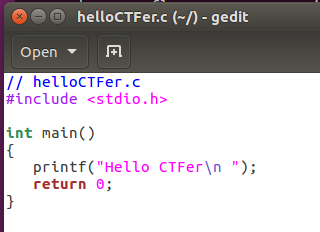 helloCTFer.c (~/) - gedit
Open
// helloCTFer.c
#include <stdio.h>

int main()
{
   printf("Hello CTFer\n ");
   return 0;
}